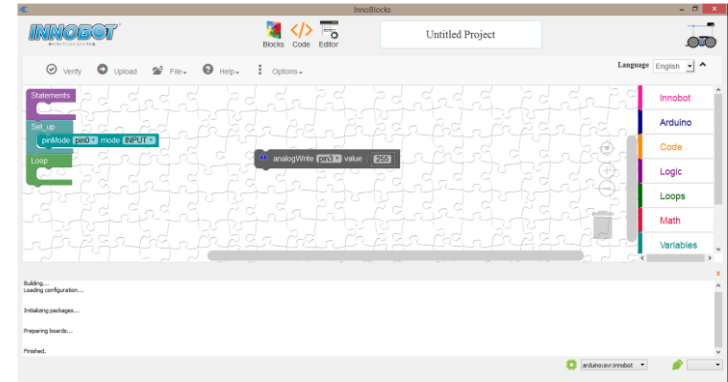 InnoBlocks
INNOBOT
Blocks Code Editor
Untitled Project
Verify Upload File Help Options
Language English
Statements
Set_up
pinMode pin0 mode INPUT
Loop
analogWrite pin3 value 255
Innobot
Arduino
Code
Logic
Loops
Math
Variables
x
Building...
Loading configuration...
Initializing packages...
Preparing boards...
Finished.
arduino:avr:innobot